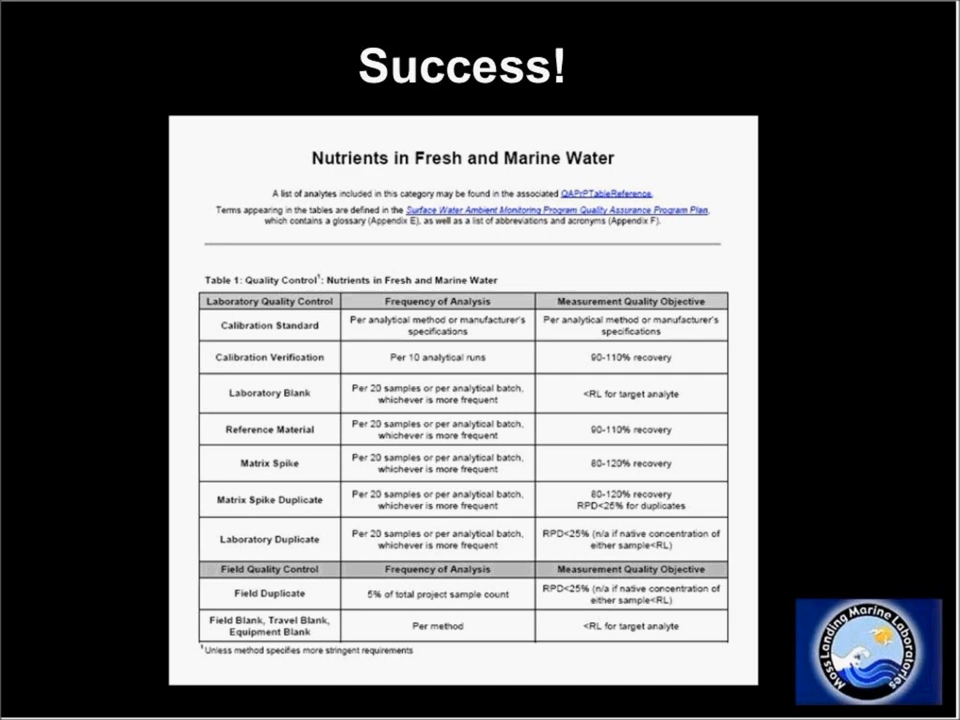 Success!
Nutrients in Fresh and Marine Water
A list of analytes included in this category may be found in the associated QAPrPTableReference.
Terms appearing in the tables are defined in the Surface Water Ambient Monitoring Program Quality Assurance Program Plan,
which contains a glossary (Appendix E), as well as a list of abbreviations and acronyms (Appendix F).
Table 1: Quality Control¹: Nutrients in Fresh and Marine Water
Laboratory Quality Control Frequency of Analysis Measurement Quality Objective
Calibration Standard Per analytical method or manufacturer's specifications Per analytical method or manufacturer's specifications
Calibration Verification Per 10 analytical runs 90-110% recovery
Laboratory Blank Per 20 samples or per analytical batch, whichever is more frequent <RL for target analyte
Reference Material Per 20 samples or per analytical batch, whichever is more frequent 90-110% recovery
Matrix Spike Per 20 samples or per analytical batch, whichever is more frequent 80-120% recovery
Matrix Spike Duplicate Per 20 samples or per analytical batch, whichever is more frequent 80-120% recovery RPD<25% for duplicates
Laboratory Duplicate Per 20 samples or per analytical batch, whichever is more frequent RPD<25% (n/a if native concentration of either sample<RL)
Field Quality Control Frequency of Analysis Measurement Quality Objective
Field Duplicate 5% of total project sample count RPD<25% (n/a if native concentration of either sample<RL)
Field Blank, Travel Blank, Equipment Blank Per method <RL for target analyte
¹Unless method specifies more stringent requirements
Moss Landing Marine Laboratories